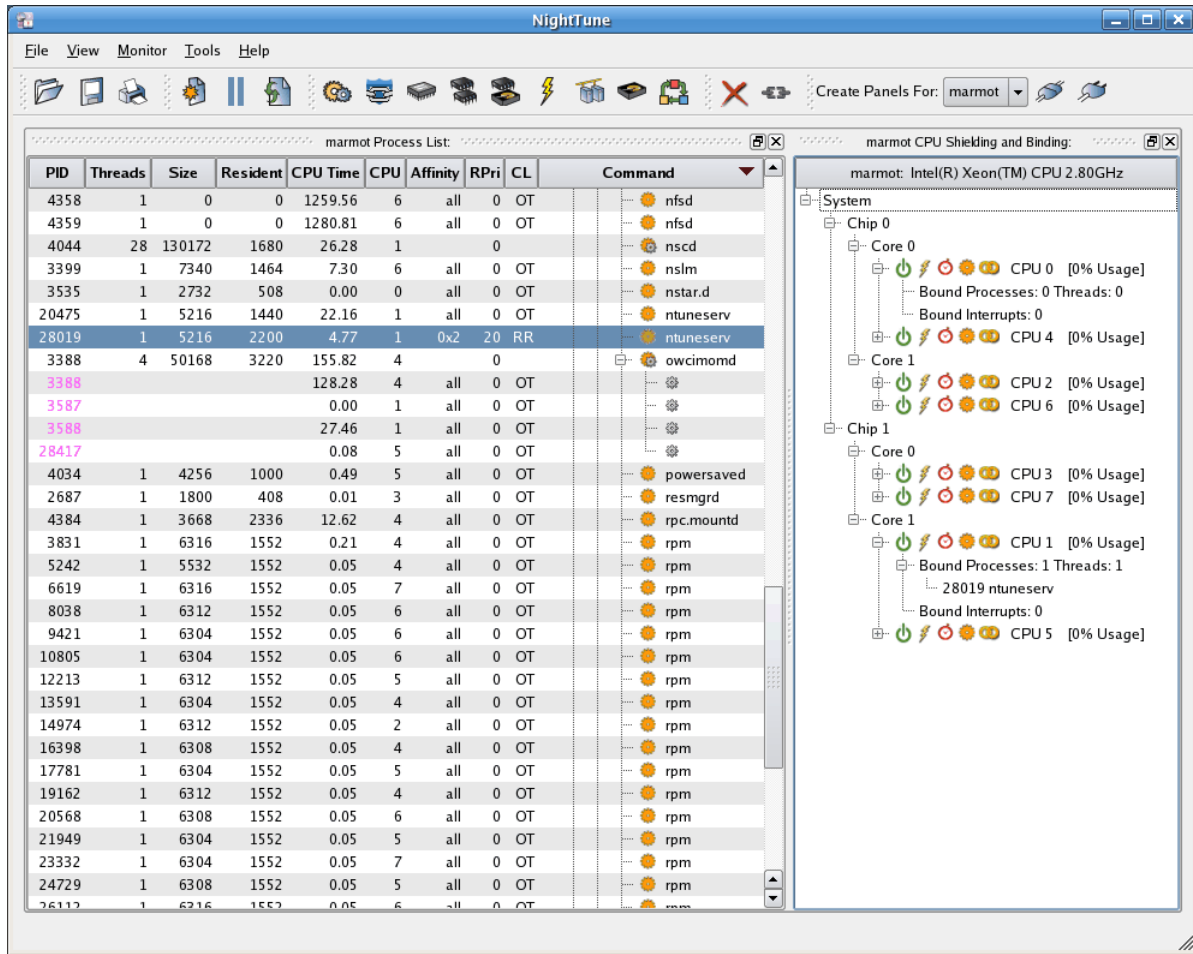 NightTune
File View Monitor Tools Help
Create Panels For: marmot
marmot Process List:
PID Threads Size Resident CPU Time CPU Affinity RPri CL Command
4358 1 0 0 1259.56 6 all 0 OT nfsd
4359 1 0 0 1280.81 6 all 0 OT nfsd
4044 28 130172 1680 26.28 1 0 nscd
3399 1 7340 1464 7.30 6 all 0 OT nslm
3535 1 2732 508 0.00 0 all 0 OT nstar.d
20475 1 5216 1440 22.16 1 all 0 OT ntuneserv
28019 1 5216 2200 4.77 1 0x2 20 RR ntuneserv
3388 4 50168 3220 155.82 4 0 owcimomd
3388 128.28 4 all 0 OT
3587 0.00 1 all 0 OT
3588 27.46 1 all 0 OT
28417 0.08 5 all 0 OT
4034 1 4256 1000 0.49 5 all 0 OT powersaved
2687 1 1800 408 0.01 3 all 0 OT resmgrd
4384 1 3668 2336 12.62 4 all 0 OT rpc.mountd
3831 1 6316 1552 0.21 4 all 0 OT rpm
5242 1 5532 1552 0.05 4 all 0 OT rpm
6619 1 6316 1552 0.05 7 all 0 OT rpm
8038 1 6312 1552 0.05 6 all 0 OT rpm
9421 1 6304 1552 0.05 6 all 0 OT rpm
10805 1 6304 1552 0.05 6 all 0 OT rpm
12213 1 6312 1552 0.05 5 all 0 OT rpm
13591 1 6304 1552 0.05 4 all 0 OT rpm
14974 1 6312 1552 0.05 2 all 0 OT rpm
16398 1 6308 1552 0.05 4 all 0 OT rpm
17781 1 6304 1552 0.05 5 all 0 OT rpm
19162 1 6312 1552 0.05 4 all 0 OT rpm
20568 1 6308 1552 0.05 6 all 0 OT rpm
21949 1 6304 1552 0.05 5 all 0 OT rpm
23332 1 6304 1552 0.05 7 all 0 OT rpm
24729 1 6308 1552 0.05 5 all 0 OT rpm
26112 1 6316 1552 0.05 6 all 0 OT rpm
marmot CPU Shielding and Binding:
marmot: Intel(R) Xeon(TM) CPU 2.80GHz
System
Chip 0
Core 0
CPU 0 [0% Usage]
Bound Processes: 0 Threads: 0
Bound Interrupts: 0
CPU 4 [0% Usage]
Core 1
CPU 2 [0% Usage]
CPU 6 [0% Usage]
Chip 1
Core 0
CPU 3 [0% Usage]
CPU 7 [0% Usage]
Core 1
CPU 1 [0% Usage]
Bound Processes: 1 Threads: 1
28019 ntuneserv
Bound Interrupts: 0
CPU 5 [0% Usage]